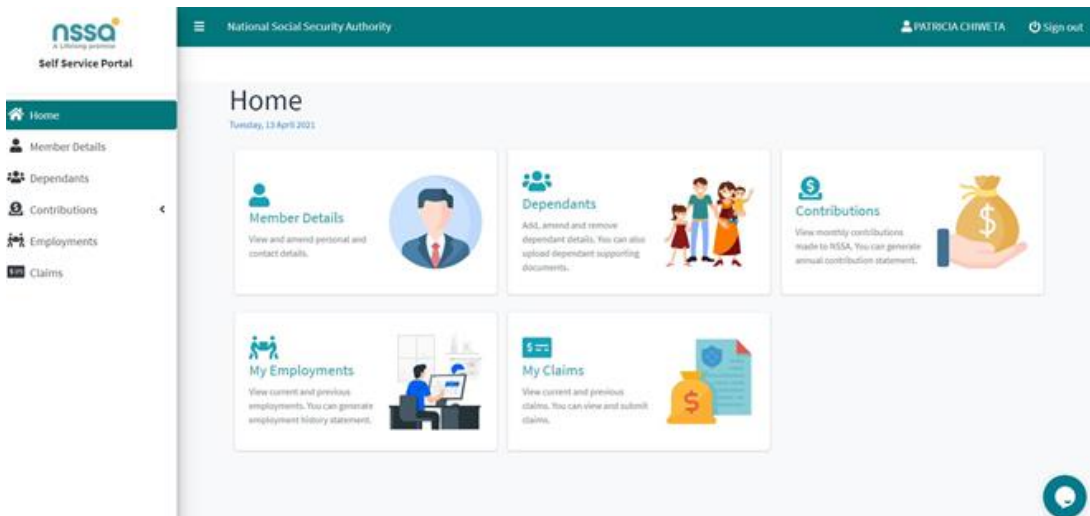 nssa
A Lifelong promise
Self Service Portal
National Social Security Authority
PATRICIA CHIWETA
Sign out
Home
Member Details
Dependants
Contributions
Employments
Claims
Home
Tuesday, 13 April 2021
Member Details
View and amend personal and
contact details.
Dependants
Add, amend and remove
dependant details. You can also
upload dependant supporting
documents.
Contributions
View monthly contributions
made to NSSA. You can generate
annual contribution statement.
My Employments
View current and previous
employments. You can generate
employment history statement.
My Claims
View current and previous
claims. You can view and submit
claims.